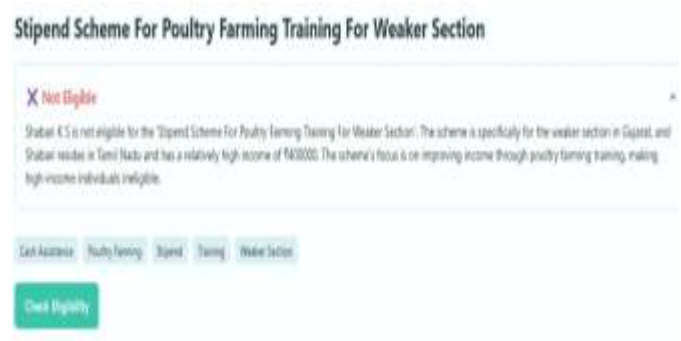 Stipend Scheme For Poultry Farming Training For Weaker Section
X Not Eligible
Shabari K S is not eligible for the 'Stipend Scheme For Poultry Farming Training For Weaker Section'. The scheme is specifically for the weaker section in Gujarat, and
Shabari resides in Tamil Nadu and has a relatively high income of ₹400000. The scheme's focus is on improving income through poultry farming training, making
high-income individuals ineligible.
Cash Assistance Poultry Farming Stipend Training Weaker Section
Check Eligibility